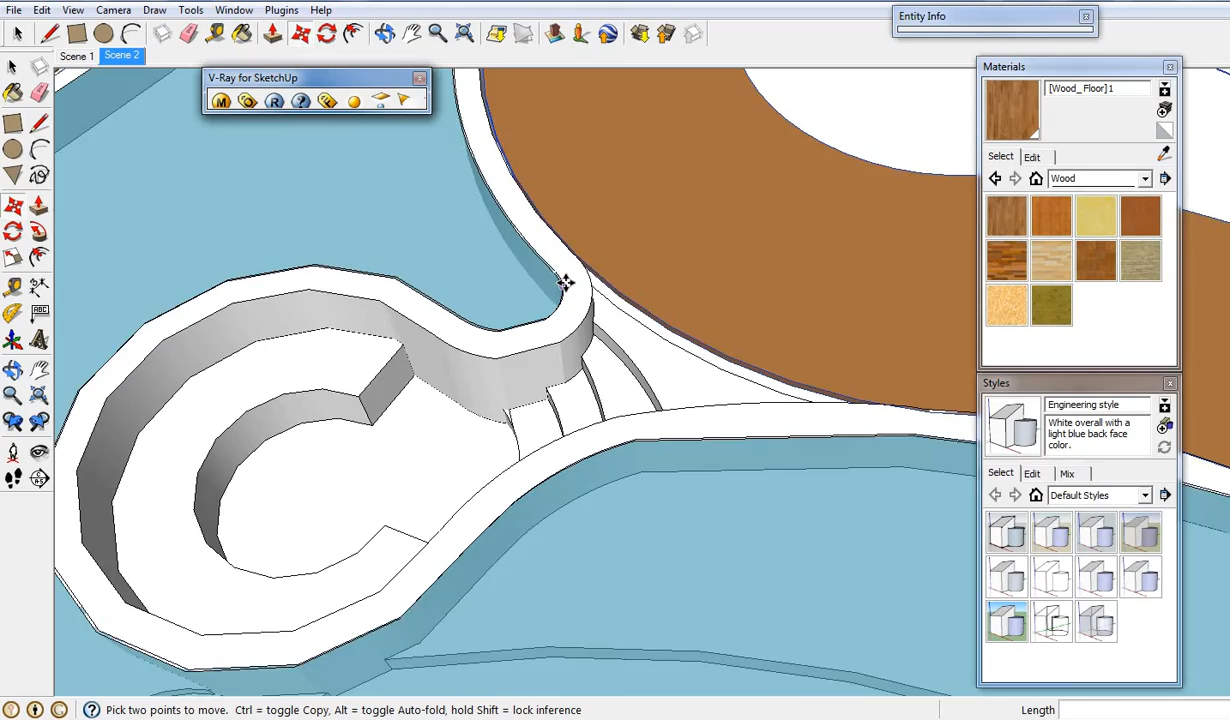 File Edit View Camera Draw Tools Window Plugins Help
Entity Info
Scene 1 Scene 2
V-Ray for SketchUp
Materials
[Wood_Floor]1
Select Edit
Wood
ABC
Styles
Engineering style
White overall with a
light blue back face
color.
Select Edit Mix
Default Styles
Pick two points to move. Ctrl = toggle Copy, Alt = toggle Auto-fold, hold Shift = lock inference
Length